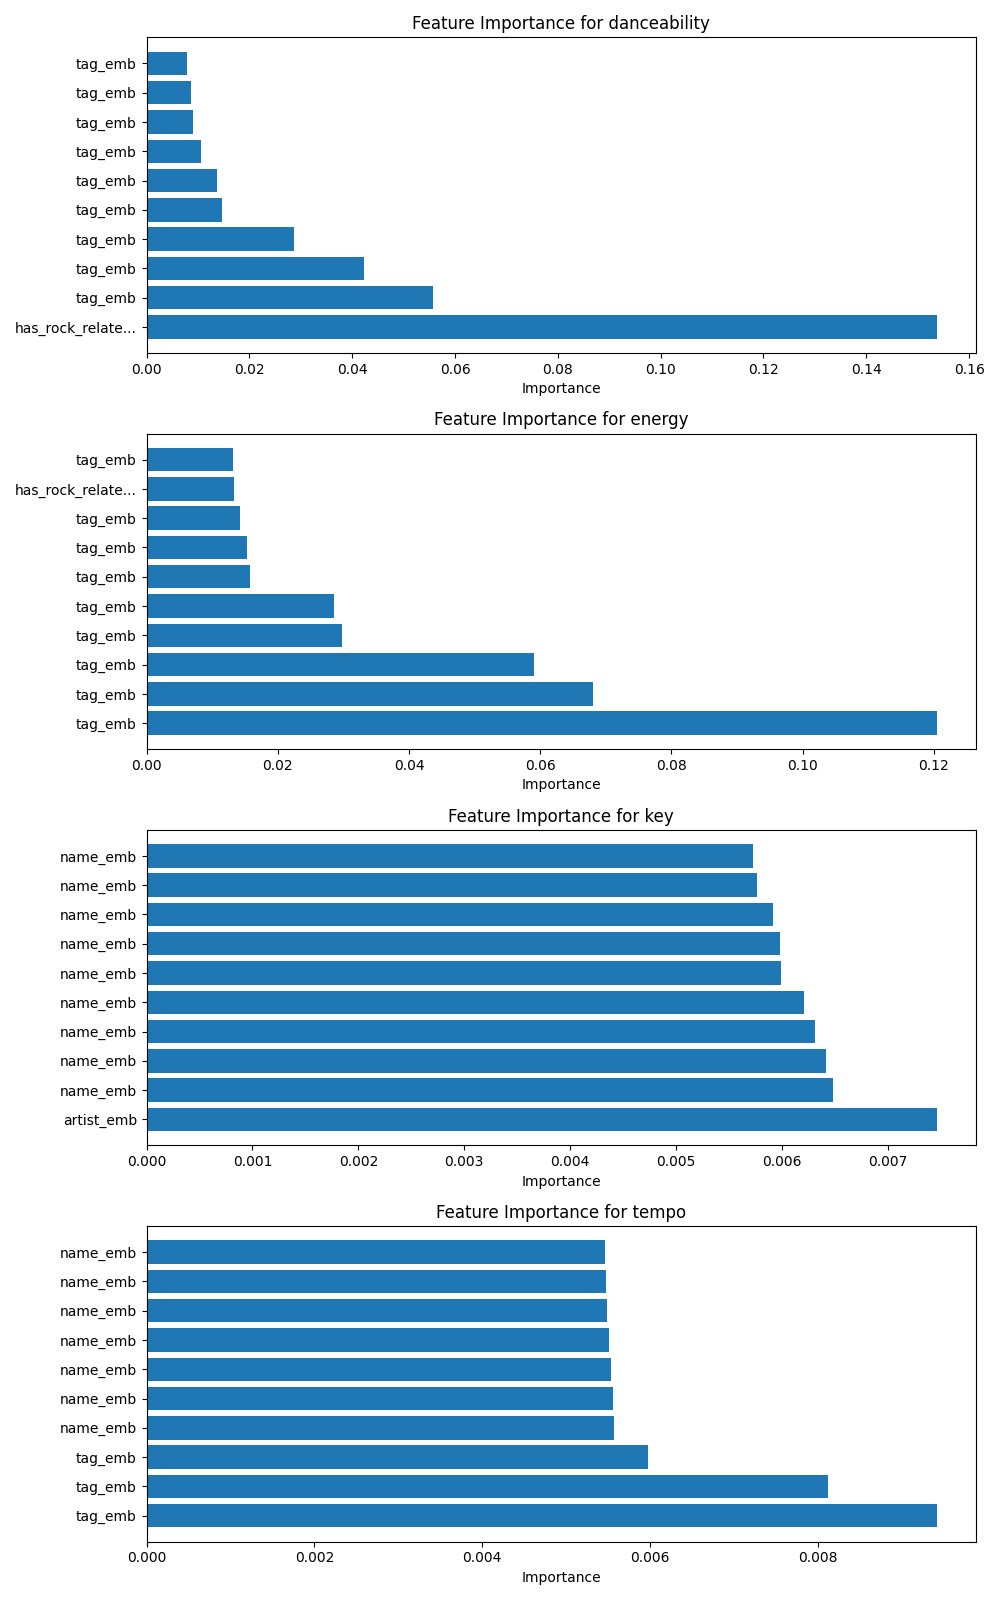 Feature Importance for danceability
tag_emb
tag_emb
tag_emb
tag_emb
tag_emb
tag_emb
tag_emb
tag_emb
tag_emb
has_rock_relate...
0.00 0.02 0.04 0.06 0.08 0.10 0.12 0.14 0.16
Importance
Feature Importance for energy
tag_emb
has_rock_relate...
tag_emb
tag_emb
tag_emb
tag_emb
tag_emb
tag_emb
tag_emb
tag_emb
0.00 0.02 0.04 0.06 0.08 0.10 0.12
Importance
Feature Importance for key
name_emb
name_emb
name_emb
name_emb
name_emb
name_emb
name_emb
name_emb
name_emb
artist_emb
0.000 0.001 0.002 0.003 0.004 0.005 0.006 0.007
Importance
Feature Importance for tempo
name_emb
name_emb
name_emb
name_emb
name_emb
name_emb
name_emb
tag_emb
tag_emb
tag_emb
0.000 0.002 0.004 0.006 0.008
Importance